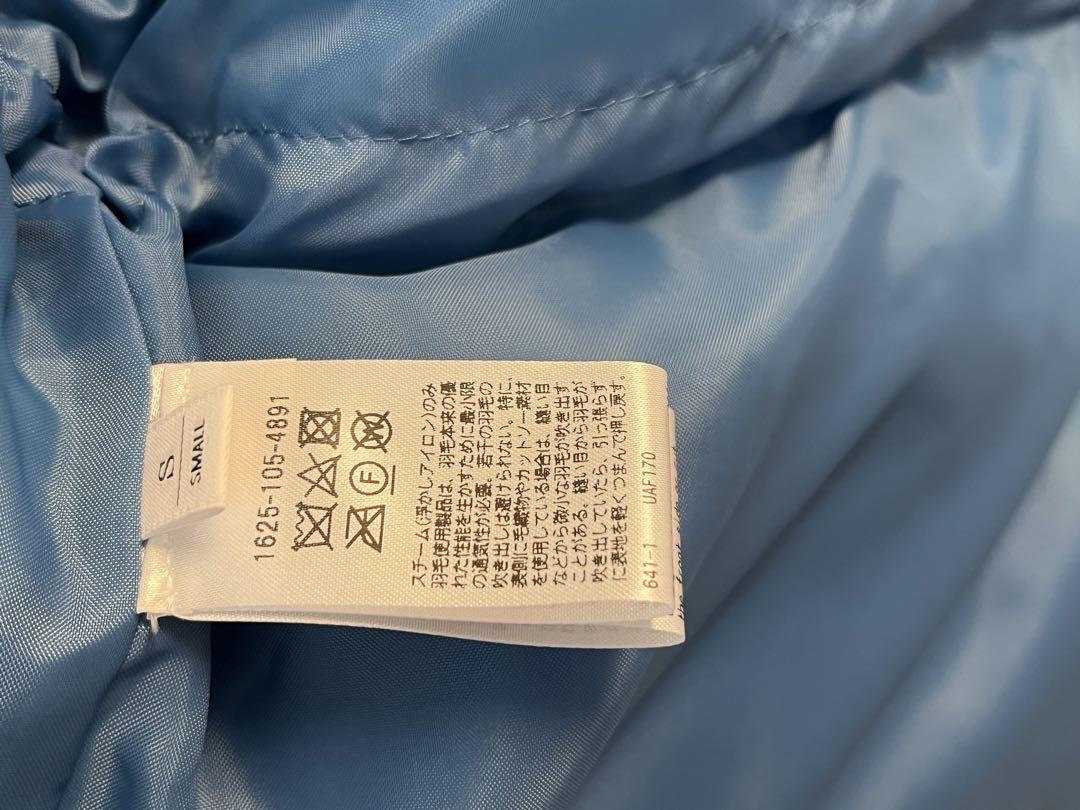 S
SMALL
1625-105-4891
F
W
スチーム(浮かしアイロン)のみ
羽毛使用製品は、羽毛本来の優
れた性能を生かすために最小限
の通気性が必要。若干の羽毛の
吹き出しは避けられない。特に、
表側に毛織物やカットソー素材
を使用している場合は、縫い目
などから微小な羽毛が吹き出す
ことがある。縫い目から羽毛が
吹き出していたら、引っ張らず
に表地を軽くつまんで押し戻す。
641-1 UAF170